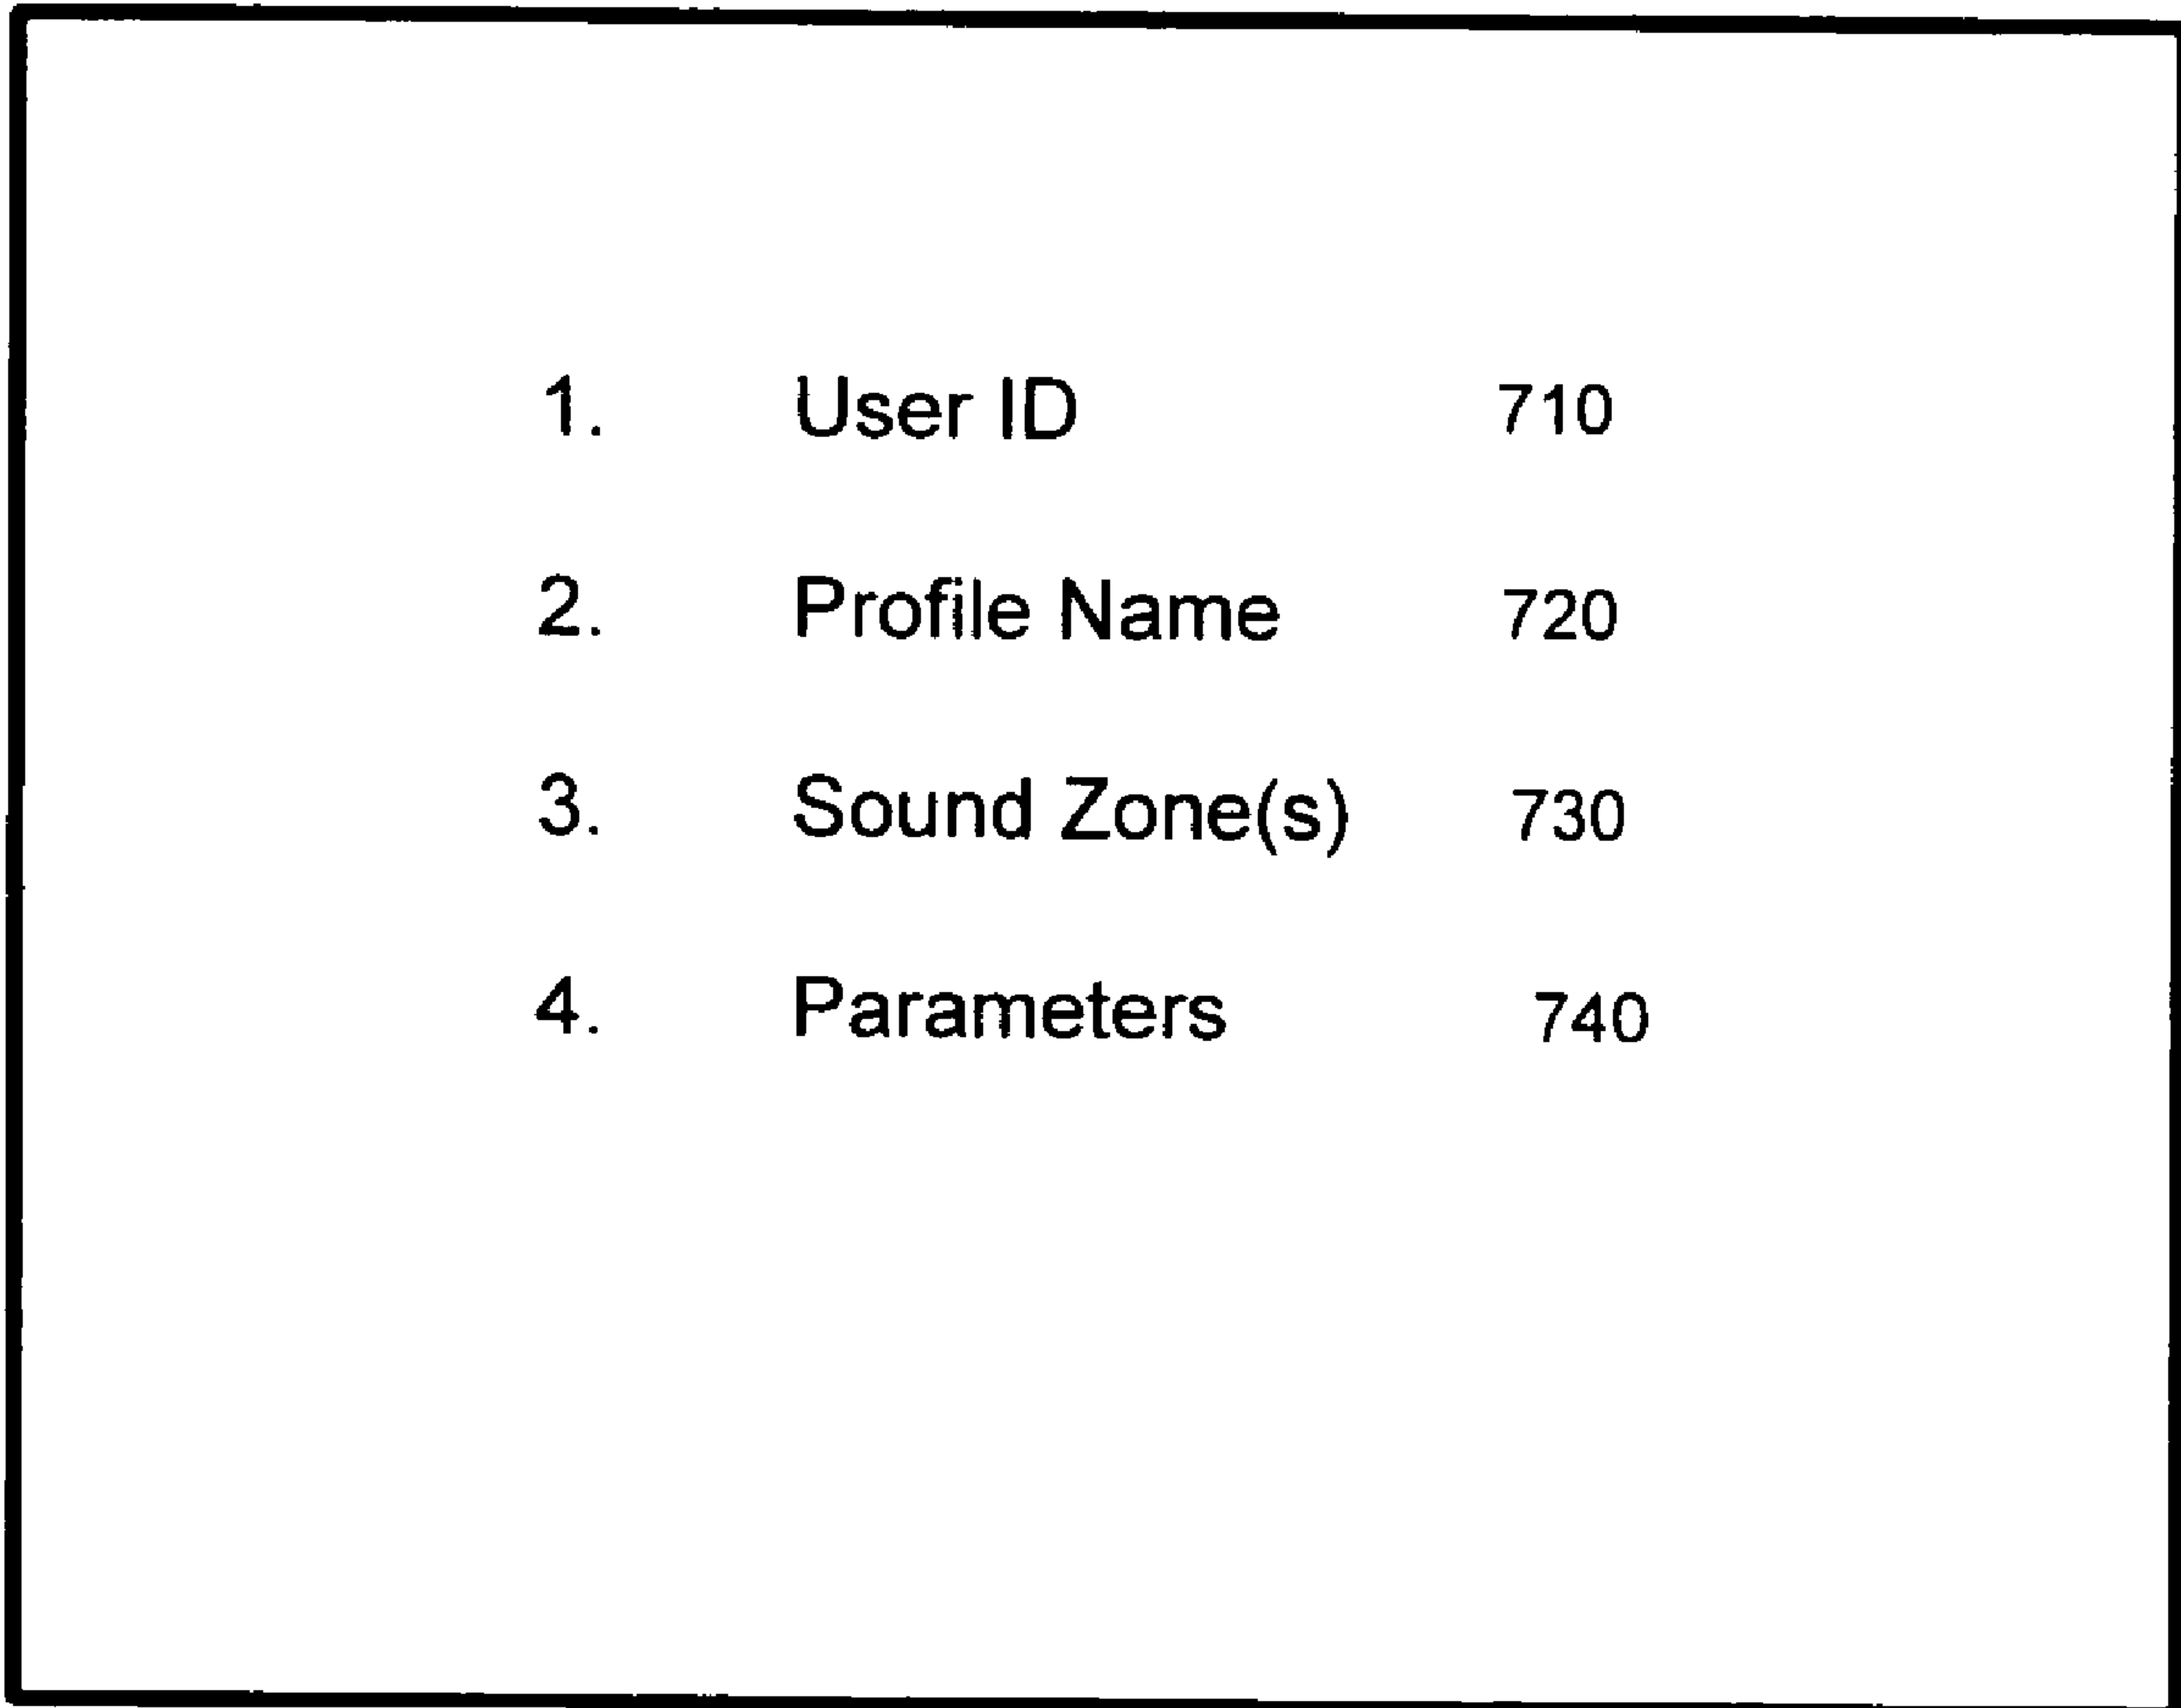 1. User ID 710
2. Profile Name 720
3. Sound Zone(s) 730
4. Parameters 740